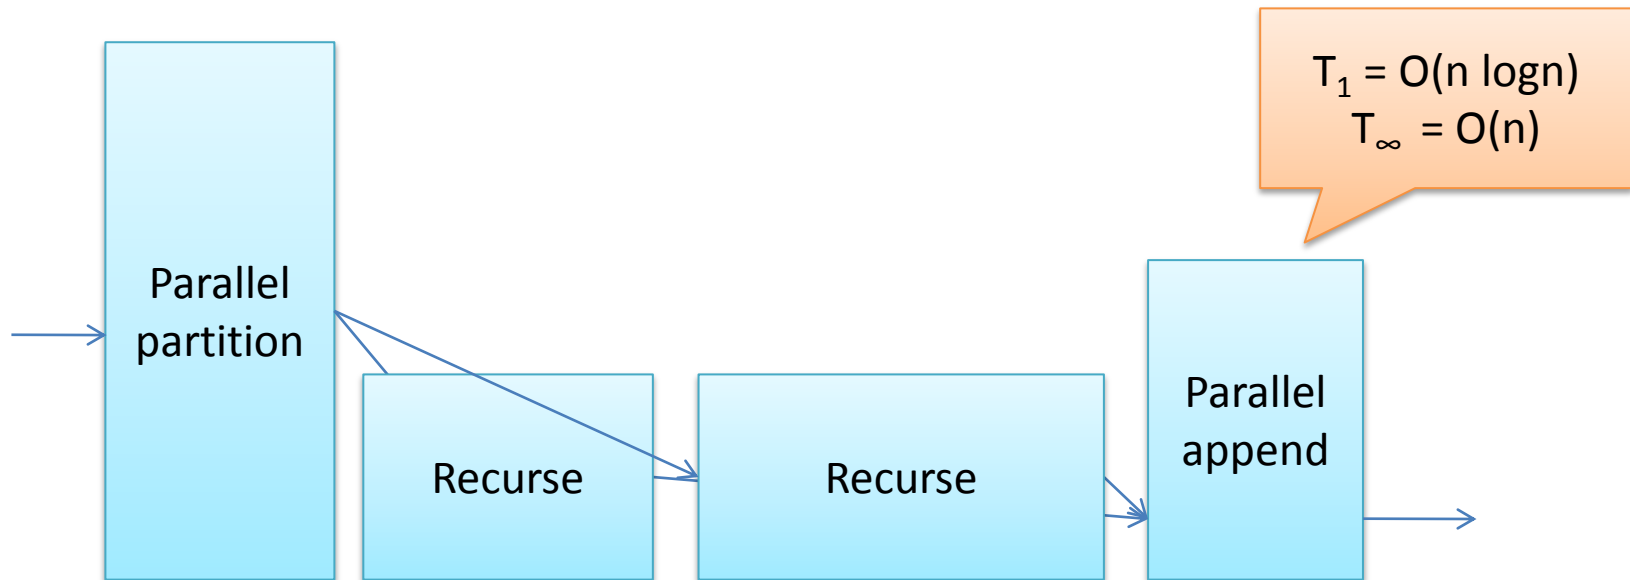 Parallel
partition
Recurse
Recurse
Parallel
append
T₁ = O(n logn)
T∞ = O(n)